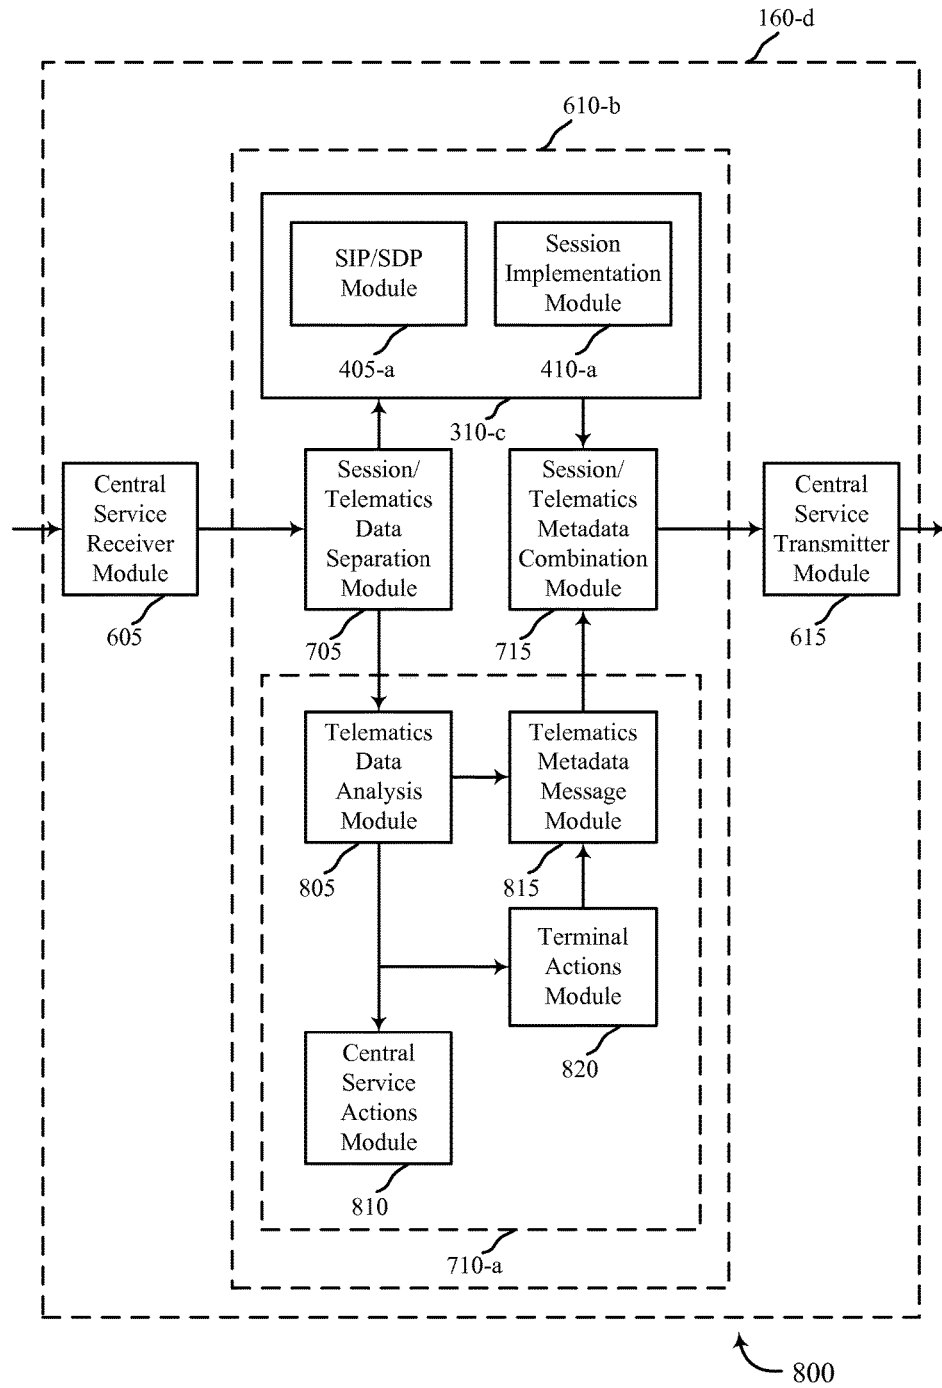 160-d
610-b
SIP/SDP
Module
405-a
Session
Implementation
Module
410-a
310-c
Central
Service
Receiver
Module
605
Session/
Telematics
Data
Separation
Module
705
Session/
Telematics
Metadata
Combination
Module
715
Central
Service
Transmitter
Module
615
Telematics
Data
Analysis
Module
805
Telematics
Metadata
Message
Module
815
Terminal
Actions
Module
820
Central
Service
Actions
Module
810
710-a
800